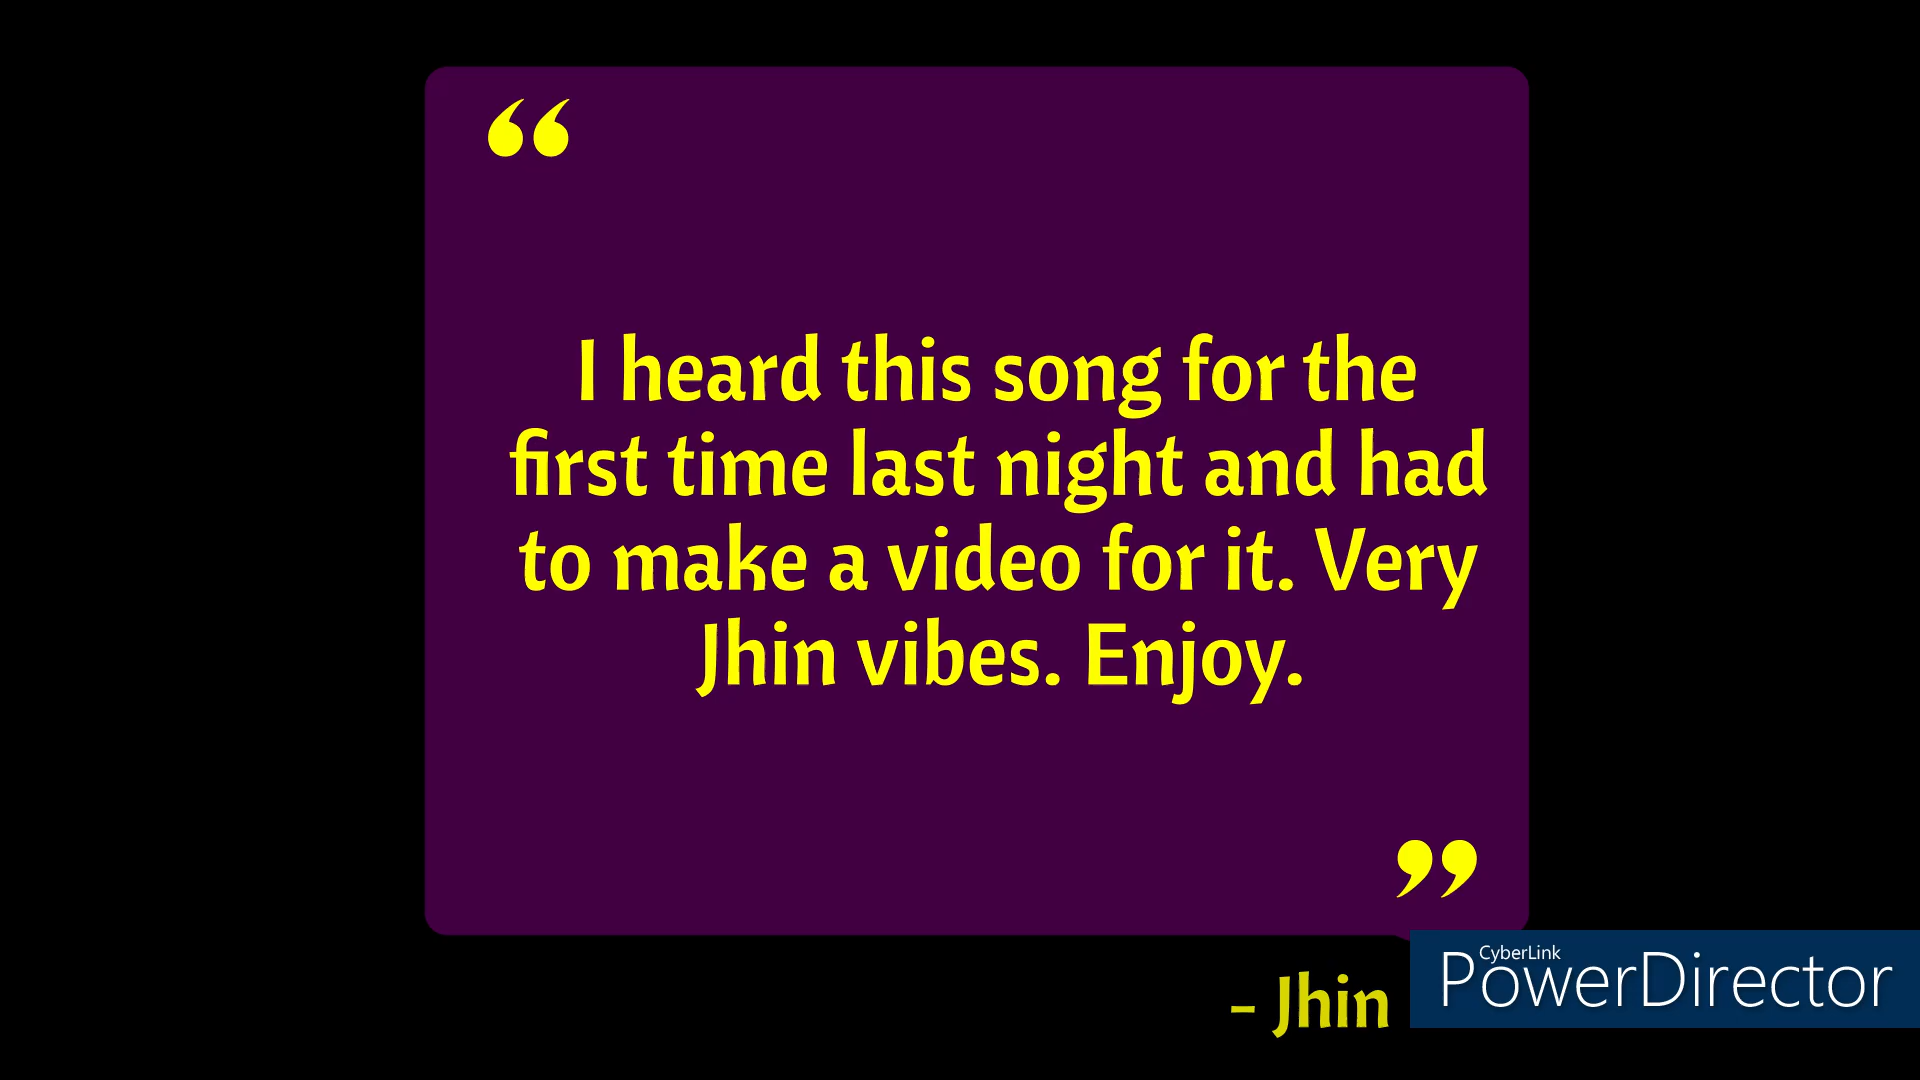 “
I heard this song for the
first time last night and had
to make a video for it. Very
Jhin vibes. Enjoy.
”
- Jhin
CyberLink
PowerDirector